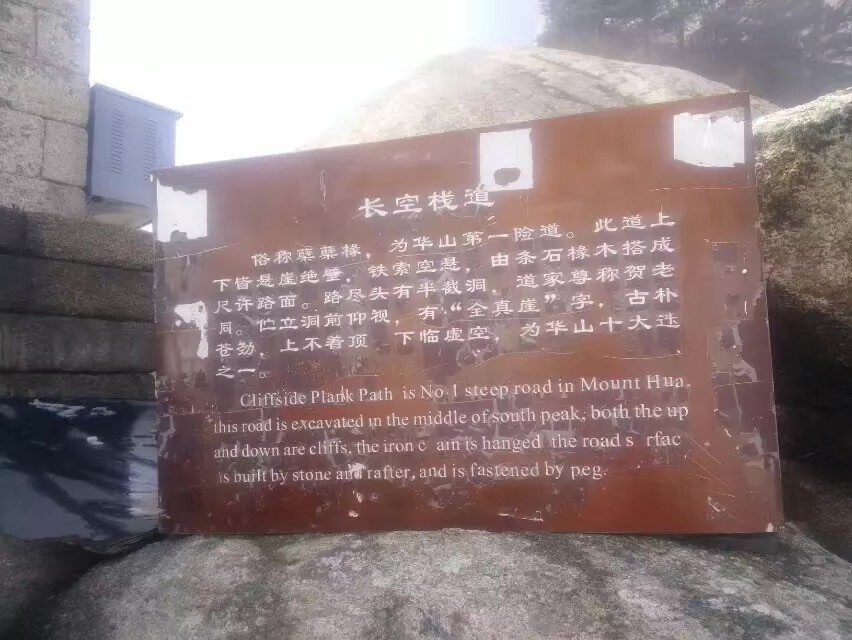 长空栈道
俗称蘖蘖椽，为华山第一险道。此道上
下皆是崖绝壁，铁索空悬，由条石椽木搭成
尺许路面。路尽头有半截洞，道家尊称贺老
伫立洞前仰视，有“全真崖”字，古朴
苍劲，上不着顶 下临虚空，为华山十大迭
之一。
Cliffside Plank Path is No.1 steep road in Mount Hua,
this road is excavated in the middle of south peak, both the up
and down are cliffs, the iron c ain is hanged the road s rfac
is built by stone and rafter, and is fastened by peg.